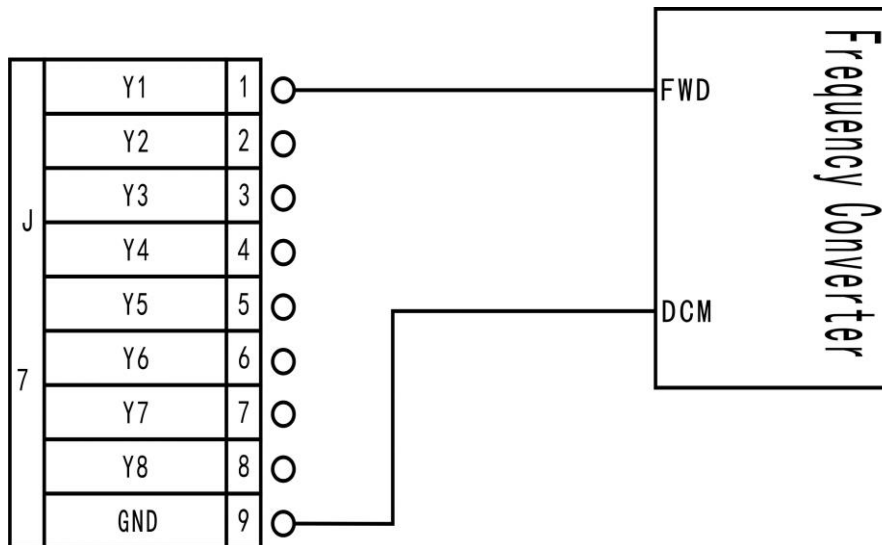 J7
Y1 1
Y2 2
Y3 3
Y4 4
Y5 5
Y6 6
Y7 7
Y8 8
GND 9
FWD
DCM
Frequency Converter